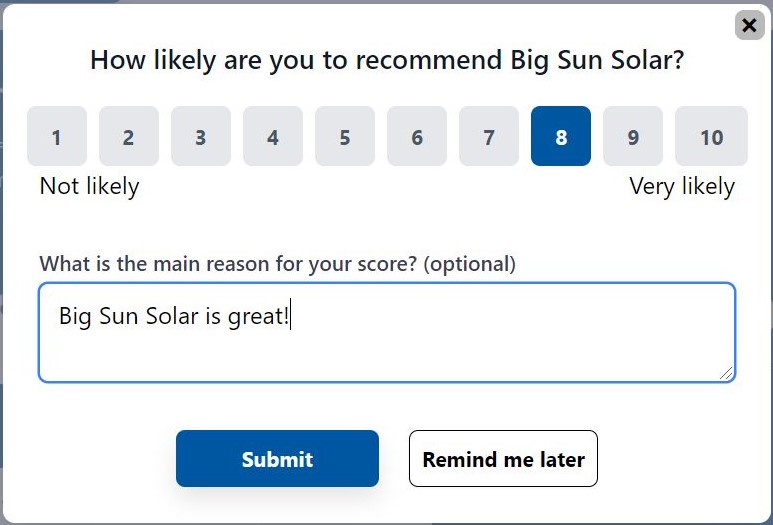 How likely are you to recommend Big Sun Solar?
1 2 3 4 5 6 7 8 9 10
Not likely Very likely
What is the main reason for your score? (optional)
Big Sun Solar is great!
Submit Remind me later